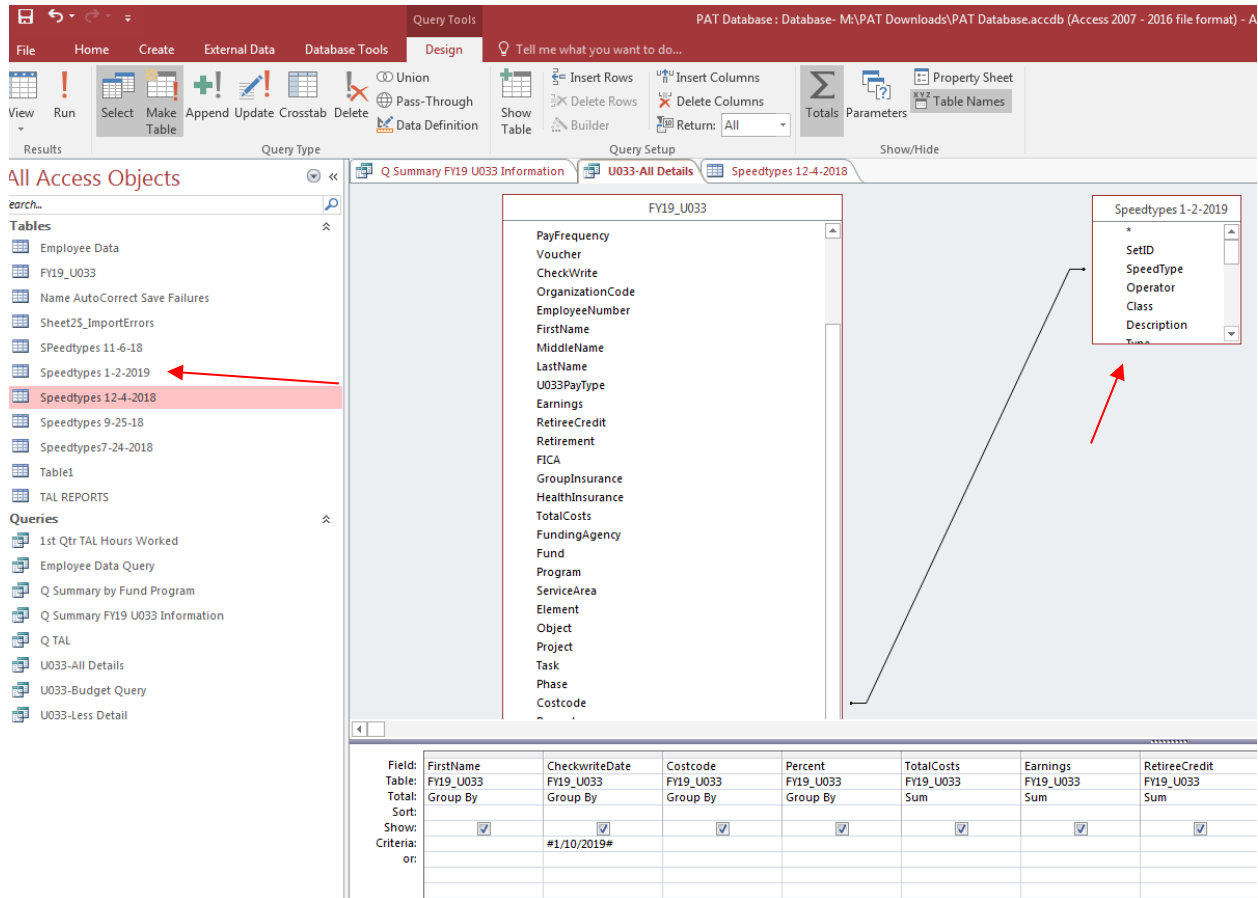 Query Tools
PAT Database : Database- M:\PAT Downloads\PAT Database.accdb (Access 2007 - 2016 file format) - A
File Home Create External Data Database Tools Design Tell me what you want to do...
View Run Select Make Table Append Update Crosstab Delete
Union
Pass-Through
Data Definition
Show Table
Insert Rows
Delete Rows
Builder
Insert Columns
Delete Columns
Return: All
Totals Parameters
Property Sheet
XYZ Table Names
Results Query Type Query Setup Show/Hide
All Access Objects «
Q Summary FY19 U033 Information U033-All Details Speedtypes 12-4-2018
earch...
Tables
Employee Data
FY19_U033
Name AutoCorrect Save Failures
Sheet2$_ImportErrors
SPeedtypes 11-6-18
Speedtypes 1-2-2019
Speedtypes 12-4-2018
Speedtypes 9-25-18
Speedtypes7-24-2018
Table1
TAL REPORTS
Queries
1st Qtr TAL Hours Worked
Employee Data Query
Q Summary by Fund Program
Q Summary FY19 U033 Information
Q TAL
U033-All Details
U033-Budget Query
U033-Less Detail
FY19_U033
PayFrequency
Voucher
CheckWrite
OrganizationCode
EmployeeNumber
FirstName
MiddleName
LastName
U033PayType
Earnings
RetireeCredit
Retirement
FICA
GroupInsurance
HealthInsurance
TotalCosts
FundingAgency
Fund
Program
ServiceArea
Element
Object
Project
Task
Phase
Costcode
Speedtypes 1-2-2019
*
SetID
SpeedType
Operator
Class
Description
Type
Field: FirstName CheckwriteDate Costcode Percent TotalCosts Earnings RetireeCredit
Table: FY19_U033 FY19_U033 FY19_U033 FY19_U033 FY19_U033 FY19_U033 FY19_U033
Total: Group By Group By Group By Group By Sum Sum Sum
Sort:
Show:
Criteria: #1/10/2019#
or: